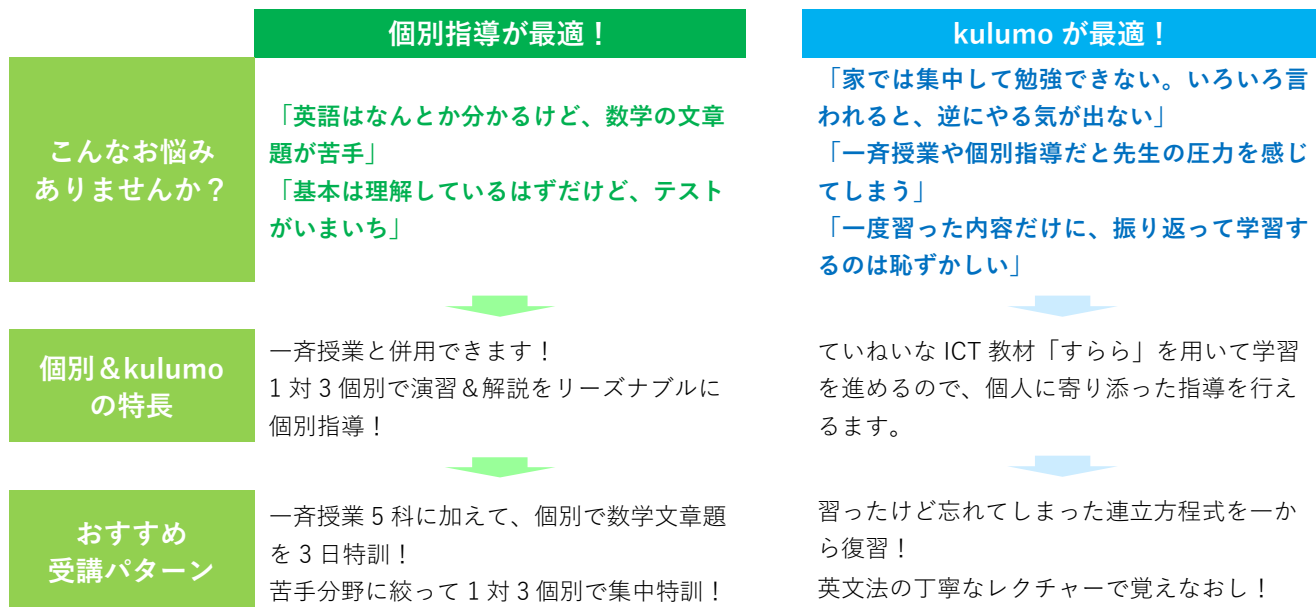 個別指導が最適！
kulumo が最適！
こんなお悩み
ありませんか？
「英語はなんとか分かるけど、数学の文章
題が苦手」
「基本は理解しているはずだけど、テスト
がいまいち」
「家では集中して勉強できない。いろいろ言
われると、逆にやる気が出ない」
「一斉授業や個別指導だと先生の圧力を感じ
てしまう」
「一度習った内容だけに、振り返って学習す
るのは恥ずかしい」
個別＆kulumo
の特長
一斉授業と併用できます！
1 対 3 個別で演習＆解説をリーズナブルに
個別指導！
ていねいな ICT 教材「すらら」を用いて学習
を進めるので、個人に寄り添った指導を行え
るます。
おすすめ
受講パターン
一斉授業 5 科に加えて、個別で数学文章題
を 3 日特訓！
苦手分野に絞って 1 対 3 個別で集中特訓！
習ったけど忘れてしまった連立方程式を一か
ら復習！
英文法の丁寧なレクチャーで覚えなおし！